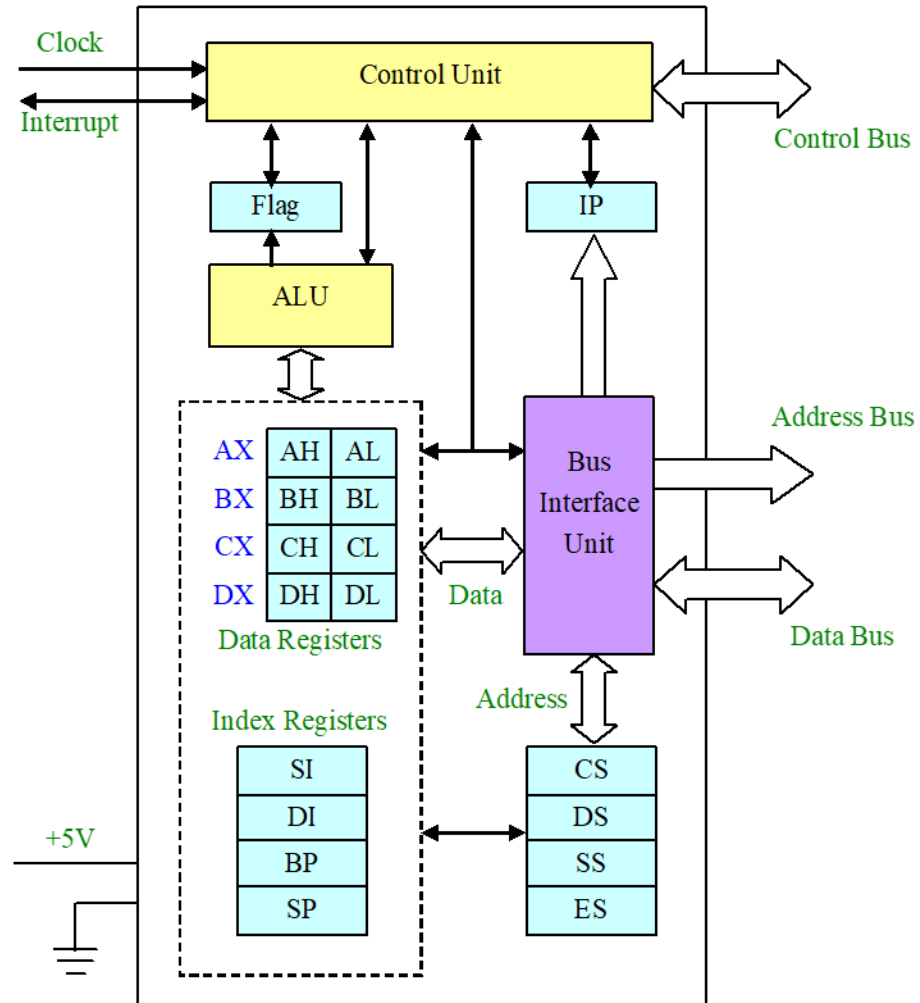 Clock
Control Unit
Interrupt
Control Bus
Flag
IP
ALU
Address Bus
AX AH AL
BX BH BL
CX CH CL
DX DH DL
Data Registers
Bus
Interface
Unit
Data
Data Bus
Address
Index Registers
SI
DI
BP
SP
CS
DS
SS
ES
+5V